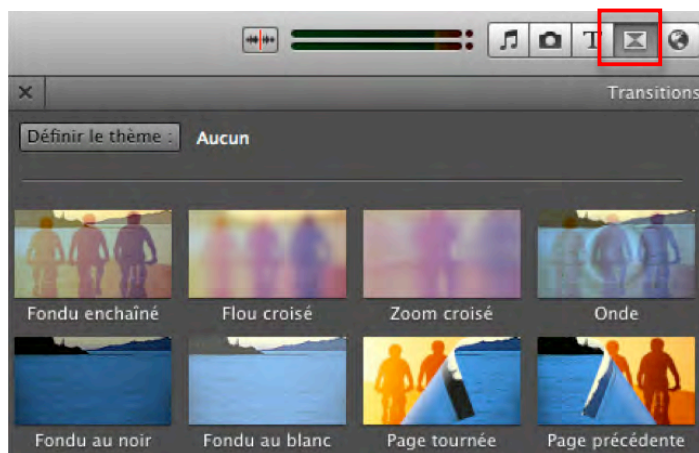 T
Transitions
Définir le thème : Aucun
Fondu enchaîné Flou croisé Zoom croisé Onde
Fondu au noir Fondu au blanc Page tournée Page précédente